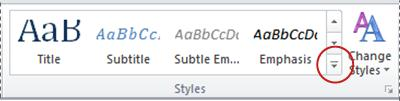 AaB AaBbCc. AaBbCcDc AaBbCcDc
Title Subtitle Subtle Em... Emphasis
Change
Styles
Styles